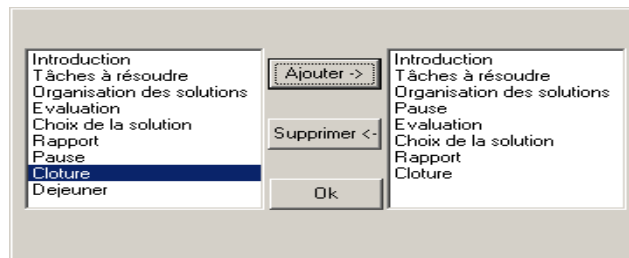 Introduction
Tâches à résoudre
Organisation des solutions
Evaluation
Choix de la solution
Rapport
Pause
Cloture
Dejeuner
Ajouter ->
Supprimer <-
Ok
Introduction
Tâches à résoudre
Organisation des solutions
Pause
Evaluation
Choix de la solution
Rapport
Cloture